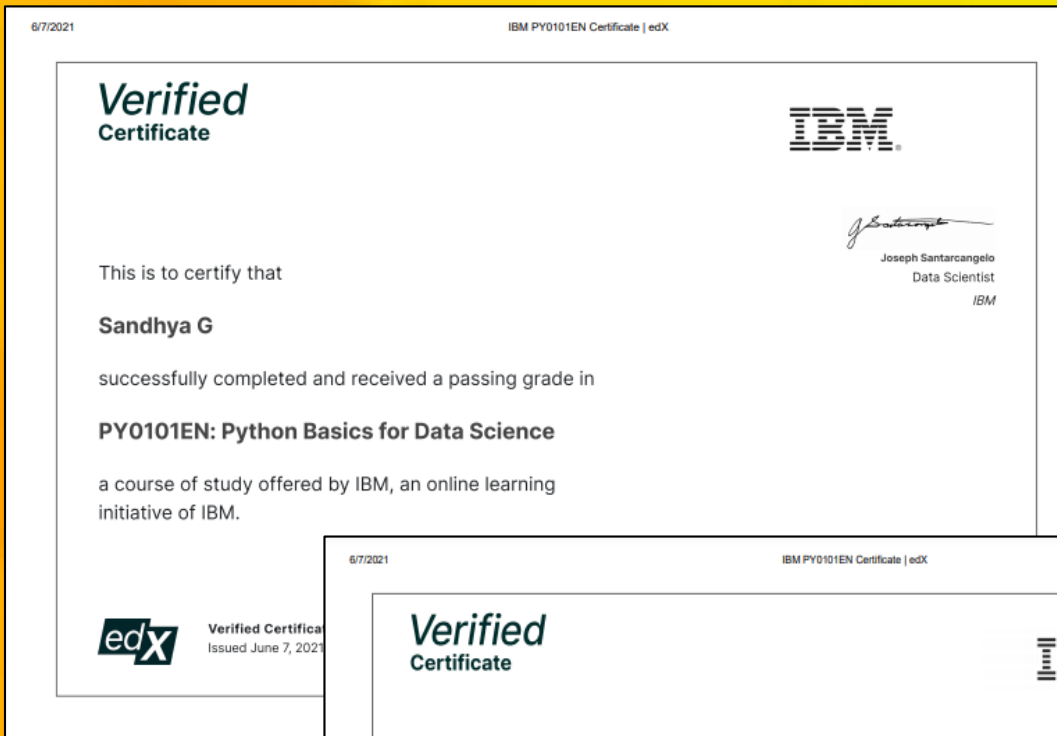 6/7/2021 IBM PY0101EN Certificate | edX
Verified
Certificate
IBM®
Joseph Santarcangelo
Data Scientist
IBM
This is to certify that
Sandhya G
successfully completed and received a passing grade in
PY0101EN: Python Basics for Data Science
a course of study offered by IBM, an online learning
initiative of IBM.
edX
Verified Certifica
Issued June 7, 2021
6/7/2021 IBM PY0101EN Certificate | edX
Verified
Certificate